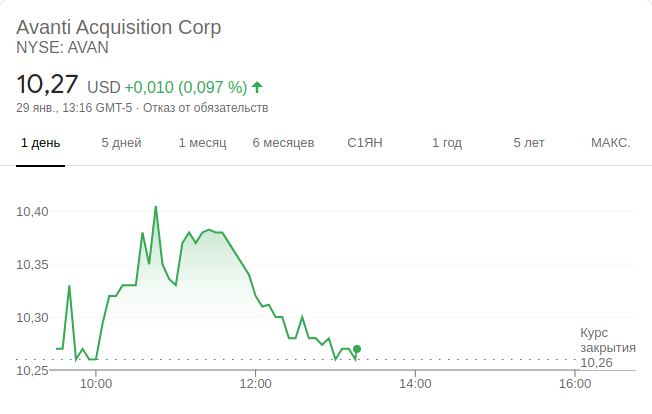 Avanti Acquisition Corp
NYSE: AVAN
10,27 USD +0,010 (0,097 %)
29 янв., 13:16 GMT-5 · Отказ от обязательств
1 день 5 дней 1 месяц 6 месяцев С1ЯН 1 год 5 лет МАКС.
10,40
10,35
10,30
Курс
закрытия
10,26
10,25
10:00 12:00 14:00 16:00